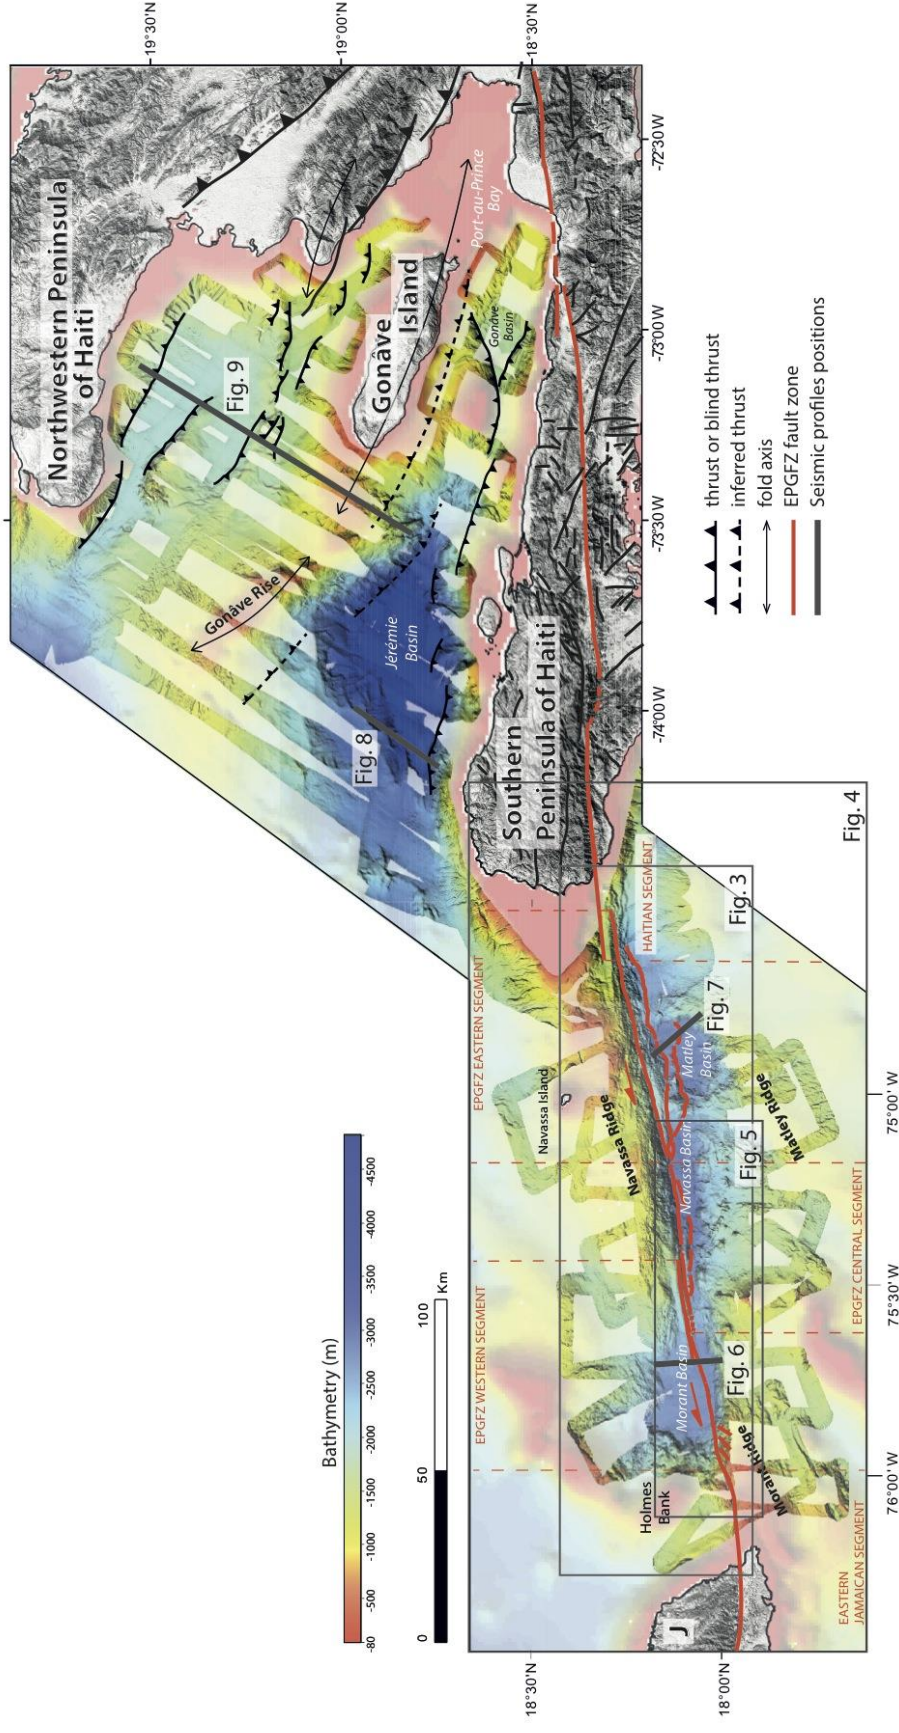 19°30'N
19°00'N
18°30'N
-72°30W
-73°00'W
-73°30W
-74°00'W
Northwestern Peninsula
of Haiti
Fig. 9
Gonâve
Island
Port-au-Prince
Bay
Gonâve
Basin
Gonâve Rise
Jérémie
Basin
Fig. 8
Southern
Peninsula of Haiti
thrust or blind thrust
inferred thrust
fold axis
EPGFZ fault zone
Seismic profiles positions
Bathymetry (m)
-80
-500
-1000
-1500
-2000
-2500
-3000
-3500
-4000
-4500
0
50
100
Km
EPGFZ WESTERN SEGMENT
EPGFZ EASTERN SEGMENT
HAITIAN SEGMENT
Fig. 4
Fig. 3
Navassa Island
Navassa Ridge
Fig. 7
Matley
Basin
Navassa Basin
Matley Ridge
Fig. 5
EPGFZ CENTRAL SEGMENT
Morant Basin
Fig. 6
Morant Ridge
Holmes
Bank
EASTERN
JAMAICAN SEGMENT
J
18°30'N
18°00'N
76°00' W
75°30' W
75°00' W